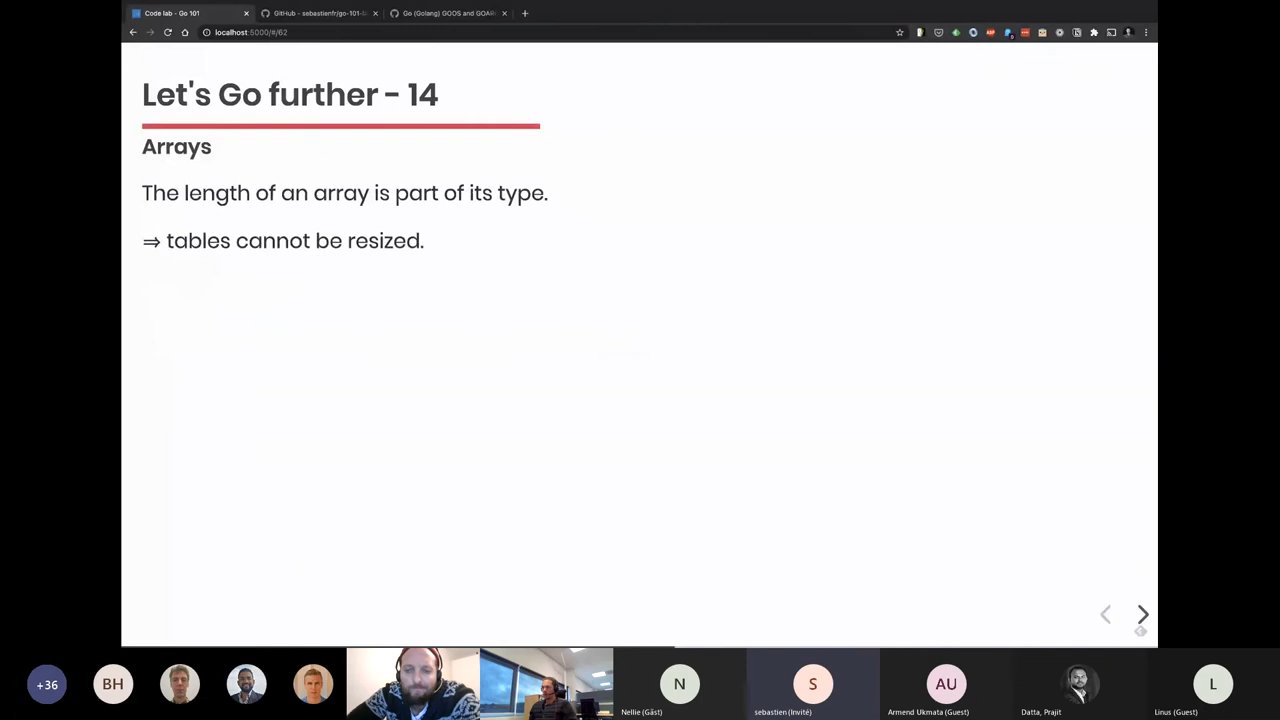 Code lab - Go 101
GitHub - sebastienfr/go-101-
Go (Golang) GOOS and GOAR
localhost:5000/#/62
Let's Go further - 14
Arrays
The length of an array is part of its type.
⇒ tables cannot be resized.
+36
BH
N
S
AU
L
Nellie (Gäst)
sebastien (Invité)
Armend Ukmata (Guest)
Datta, Prajit
Linus (Guest)